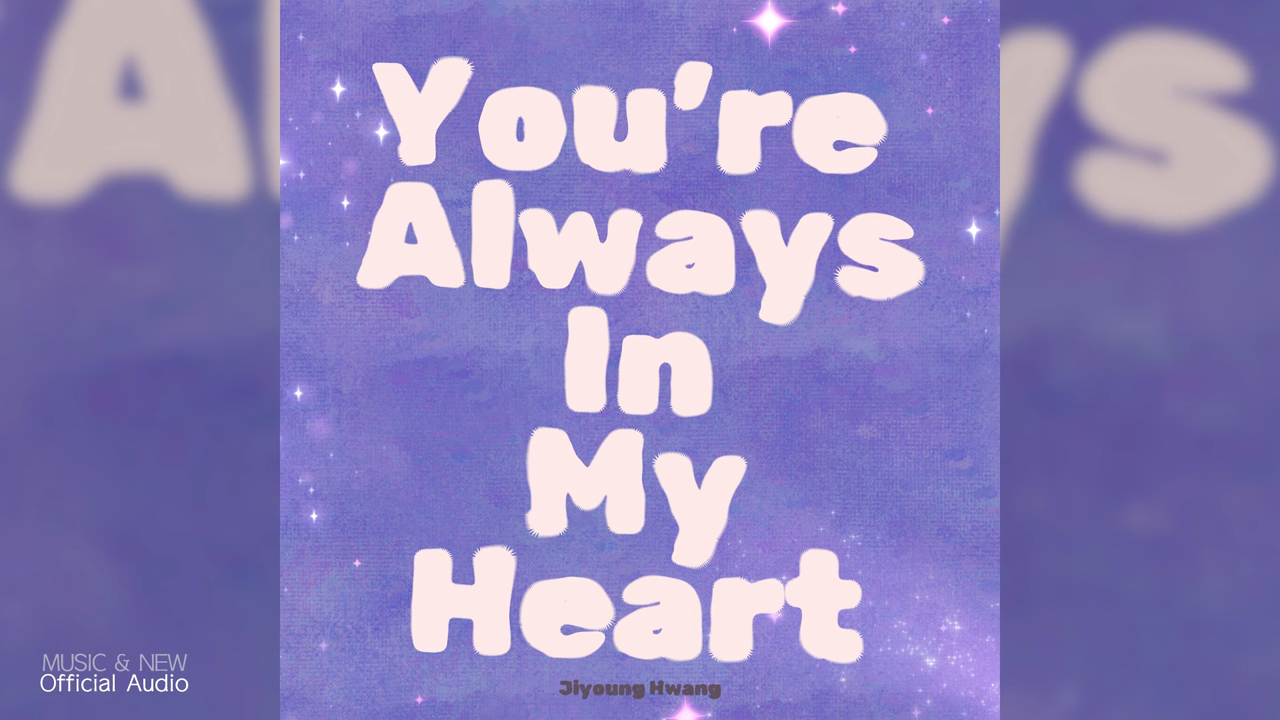 You're
Always
In
My
Heart
Jiyoung Hwang
MUSIC & NEW
Official Audio